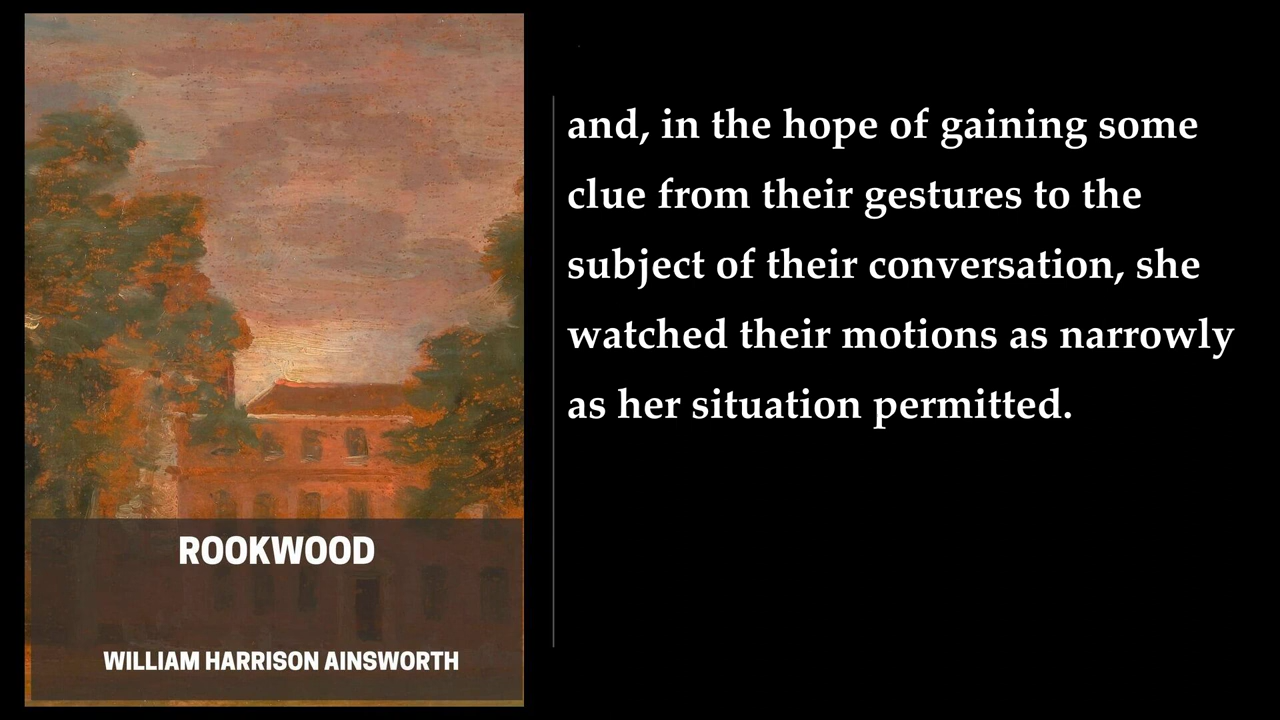 and, in the hope of gaining some
clue from their gestures to the
subject of their conversation, she
watched their motions as narrowly
as her situation permitted.
ROOKWOOD
WILLIAM HARRISON AINSWORTH